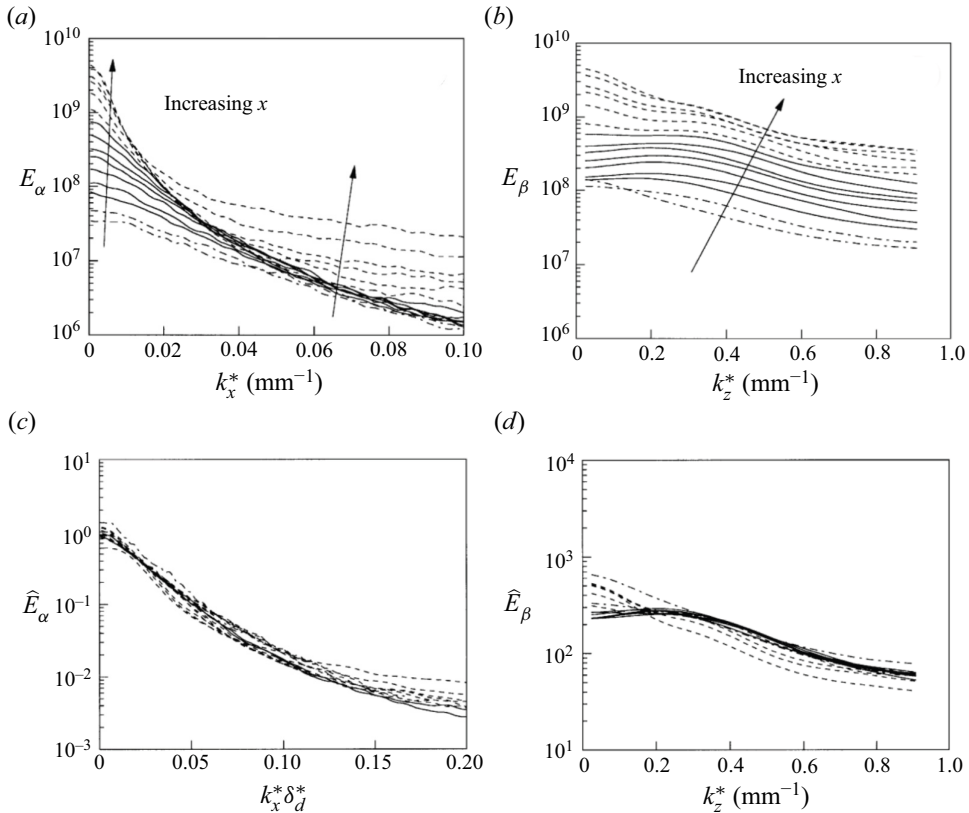 (a)
10^10
10^9
10^8
10^7
10^6
E_α
Increasing x
0 0.02 0.04 0.06 0.08 0.10
k_x^* (mm^−1)
(b)
10^10
10^9
10^8
10^7
10^6
E_β
Increasing x
0 0.2 0.4 0.6 0.8 1.0
k_z^* (mm^−1)
(c)
10^1
10^0
10^−1
10^−2
10^−3
Ê_α
0 0.05 0.10 0.15 0.20
k_x^* δ_d^*
(d)
10^4
10^3
10^2
10^1
Ê_β
0 0.2 0.4 0.6 0.8 1.0
k_z^* (mm^−1)